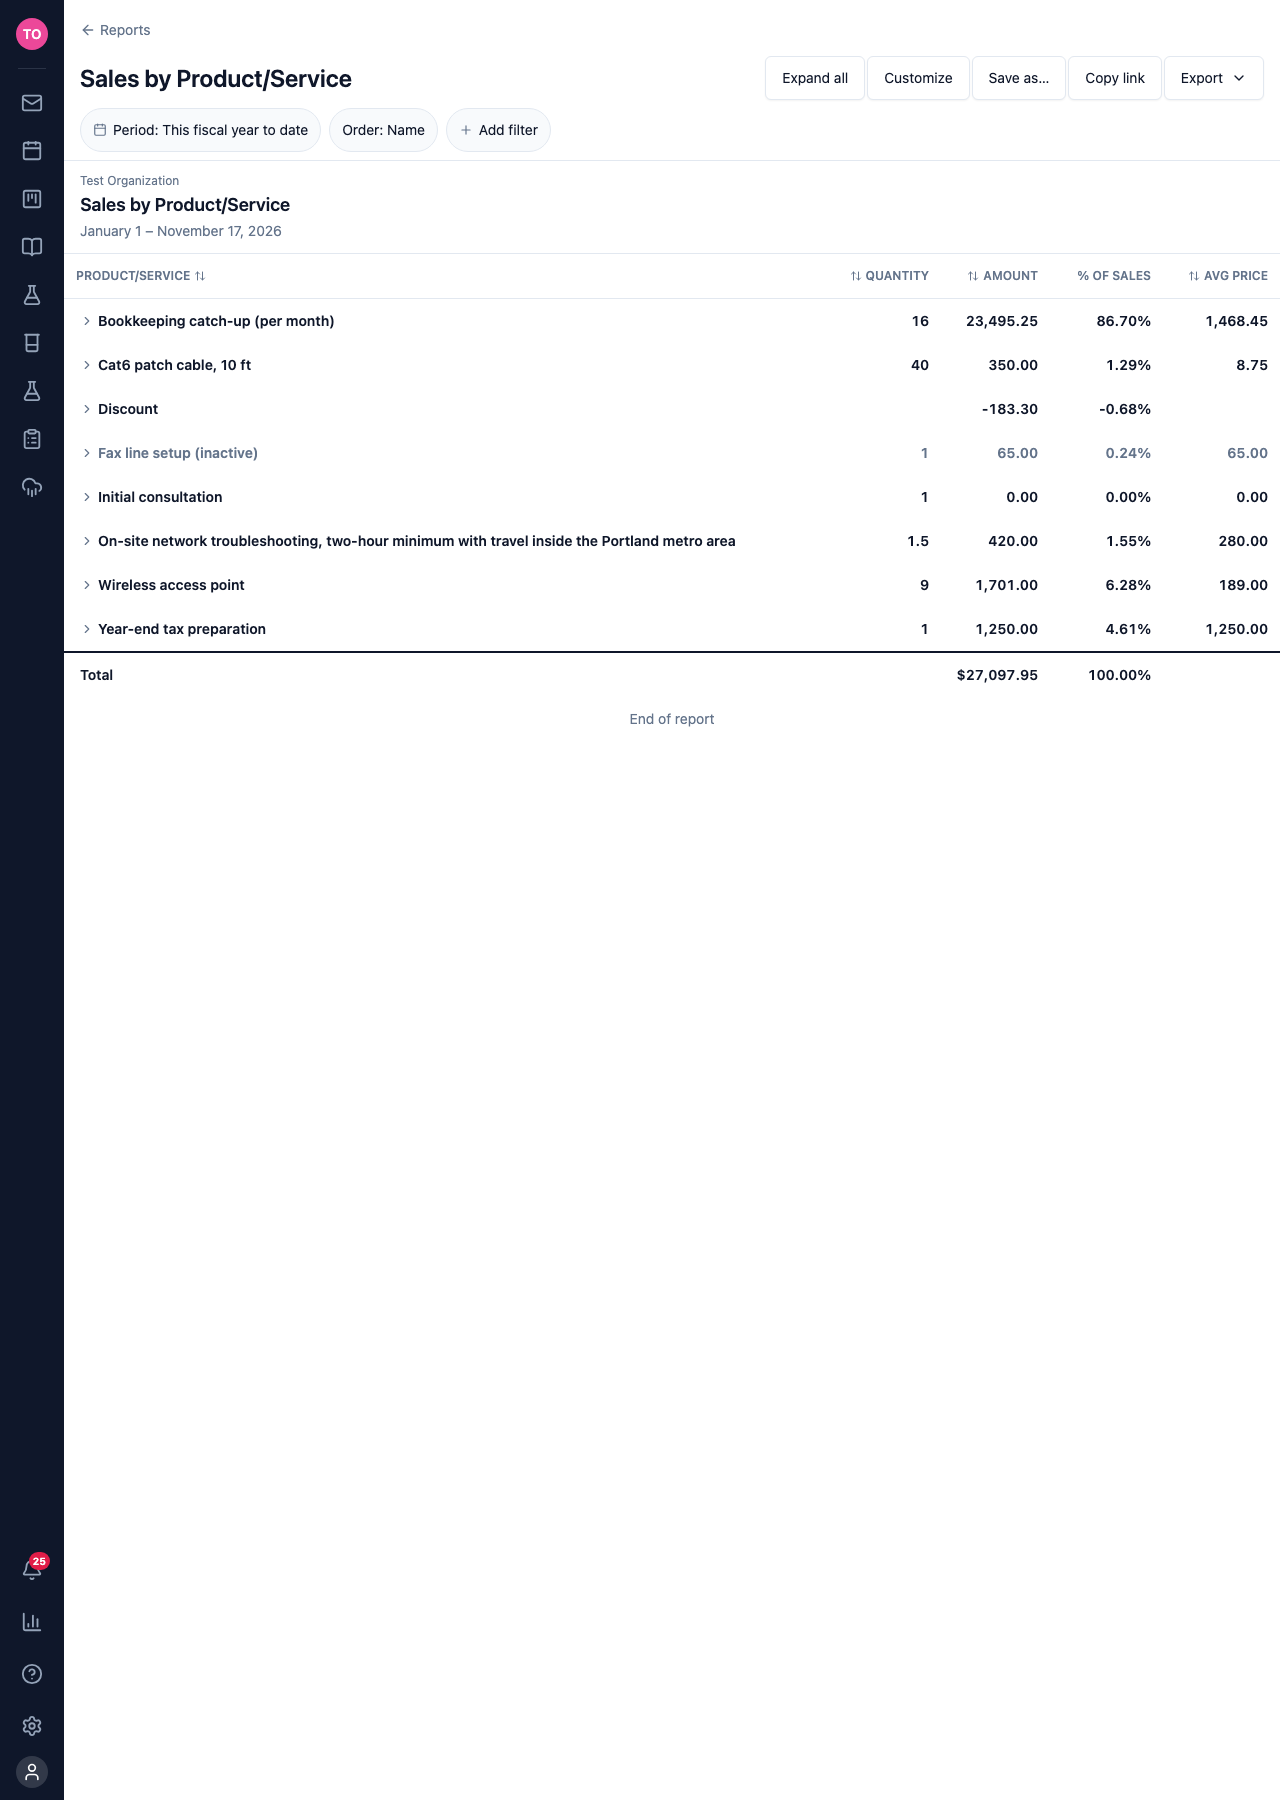 TO
Reports
Sales by Product/Service
Expand all
Customize
Save as...
Copy link
Export
Period: This fiscal year to date
Order: Name
Add filter
Test Organization
Sales by Product/Service
January 1 – November 17, 2026
PRODUCT/SERVICE QUANTITY AMOUNT % OF SALES AVG PRICE
Bookkeeping catch-up (per month) 16 23,495.25 86.70% 1,468.45
Cat6 patch cable, 10 ft 40 350.00 1.29% 8.75
Discount -183.30 -0.68%
Fax line setup (inactive) 1 65.00 0.24% 65.00
Initial consultation 1 0.00 0.00% 0.00
On-site network troubleshooting, two-hour minimum with travel inside the Portland metro area 1.5 420.00 1.55% 280.00
Wireless access point 9 1,701.00 6.28% 189.00
Year-end tax preparation 1 1,250.00 4.61% 1,250.00
Total $27,097.95 100.00%
End of report
25